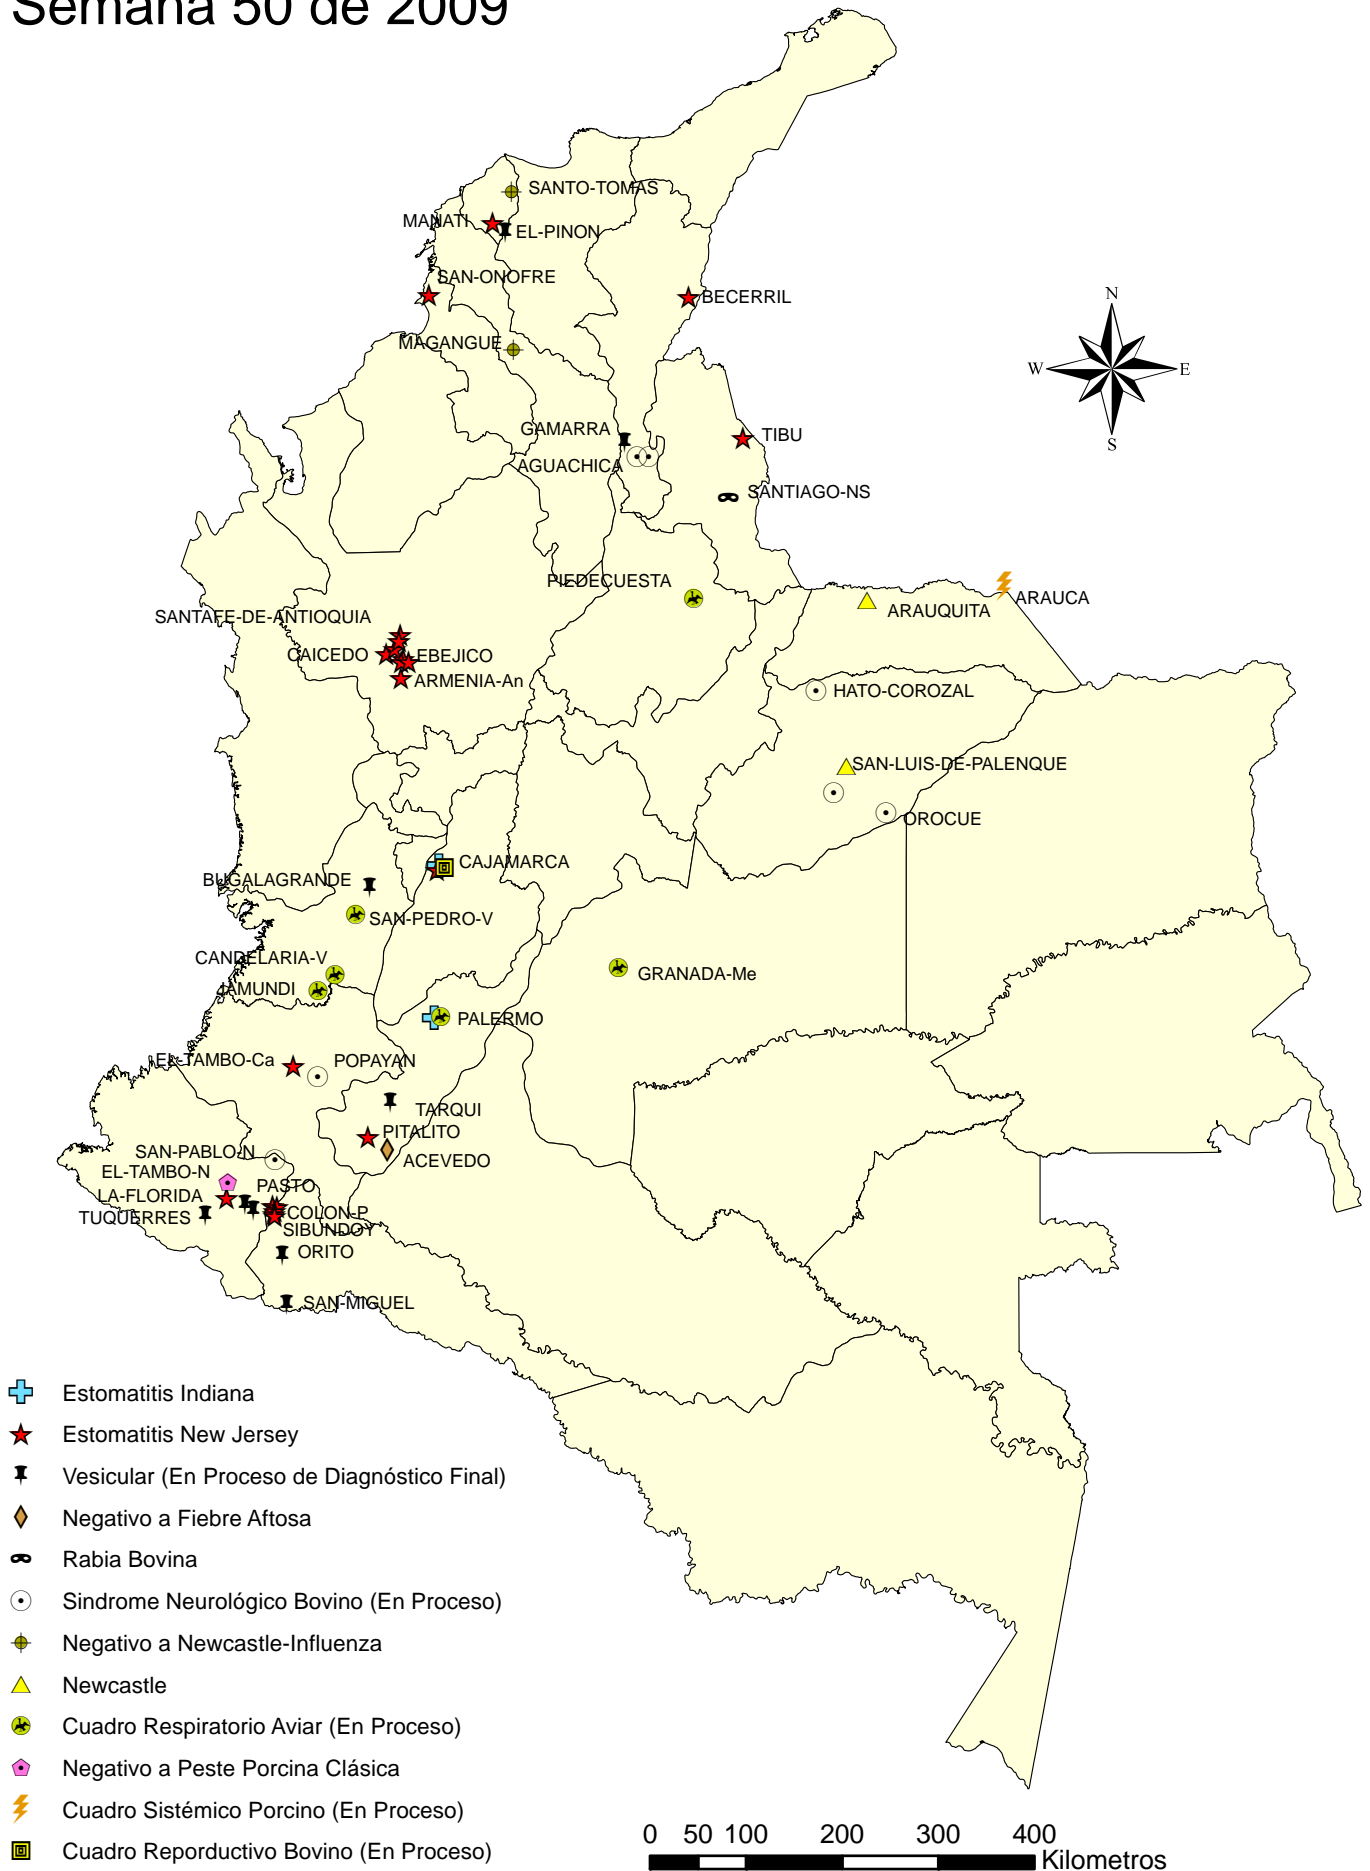 Semana 50 de 2009
SANTO-TOMAS
MANATI
EL-PINON
SAN-ONOFRE
BECERRIL
N
W
E
S
MAGANGUE
GAMARRA
TIBU
AGUACHICA
SANTIAGO-NS
PIEDECUESTA
ARAUCA
ARAUQUITA
SANTAFE-DE-ANTIOQUIA
CAICEDO
EBEJICO
ARMENIA-An
HATO-COROZAL
SAN-LUIS-DE-PALENQUE
OROCUE
CAJAMARCA
BUGALAGRANDE
SAN-PEDRO-V
CANDELARIA-V
GRANADA-Me
JAMUNDI
PALERMO
EL-TAMBO-Ca
POPAYAN
TARQUI
PITALITO
SAN-PABLO-N
ACEVEDO
EL-TAMBO-N
PASTO
LA-FLORIDA
COLON-P
TUQUERRES
SIBUNDOY
ORITO
SAN-MIGUEL
Estomatitis Indiana
Estomatitis New Jersey
Vesicular (En Proceso de Diagnóstico Final)
Negativo a Fiebre Aftosa
Rabia Bovina
Sindrome Neurológico Bovino (En Proceso)
Negativo a Newcastle-Influenza
Newcastle
Cuadro Respiratorio Aviar (En Proceso)
Negativo a Peste Porcina Clásica
Cuadro Sistémico Porcino (En Proceso)
Cuadro Reporductivo Bovino (En Proceso)
0 50 100 200 300 400
Kilometros